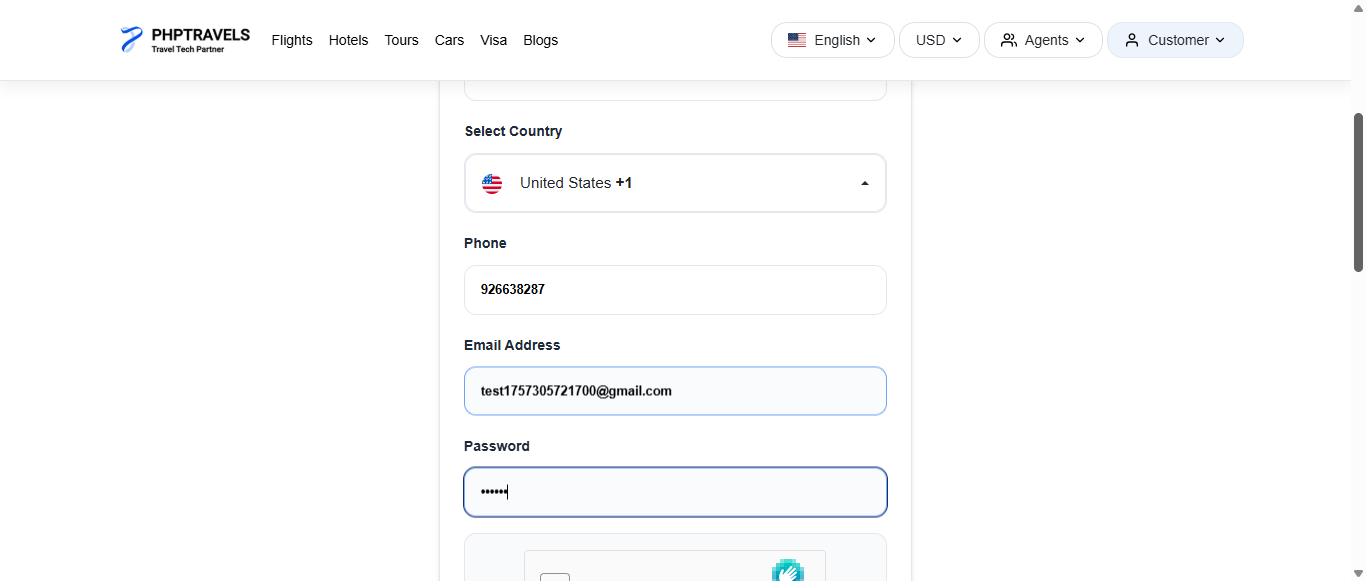 PHPTRAVELS
Travel Tech Partner
Flights Hotels Tours Cars Visa Blogs
English USD Agents Customer
Select Country
United States +1
Phone
926638287
Email Address
test1757305721700@gmail.com
Password
••••••